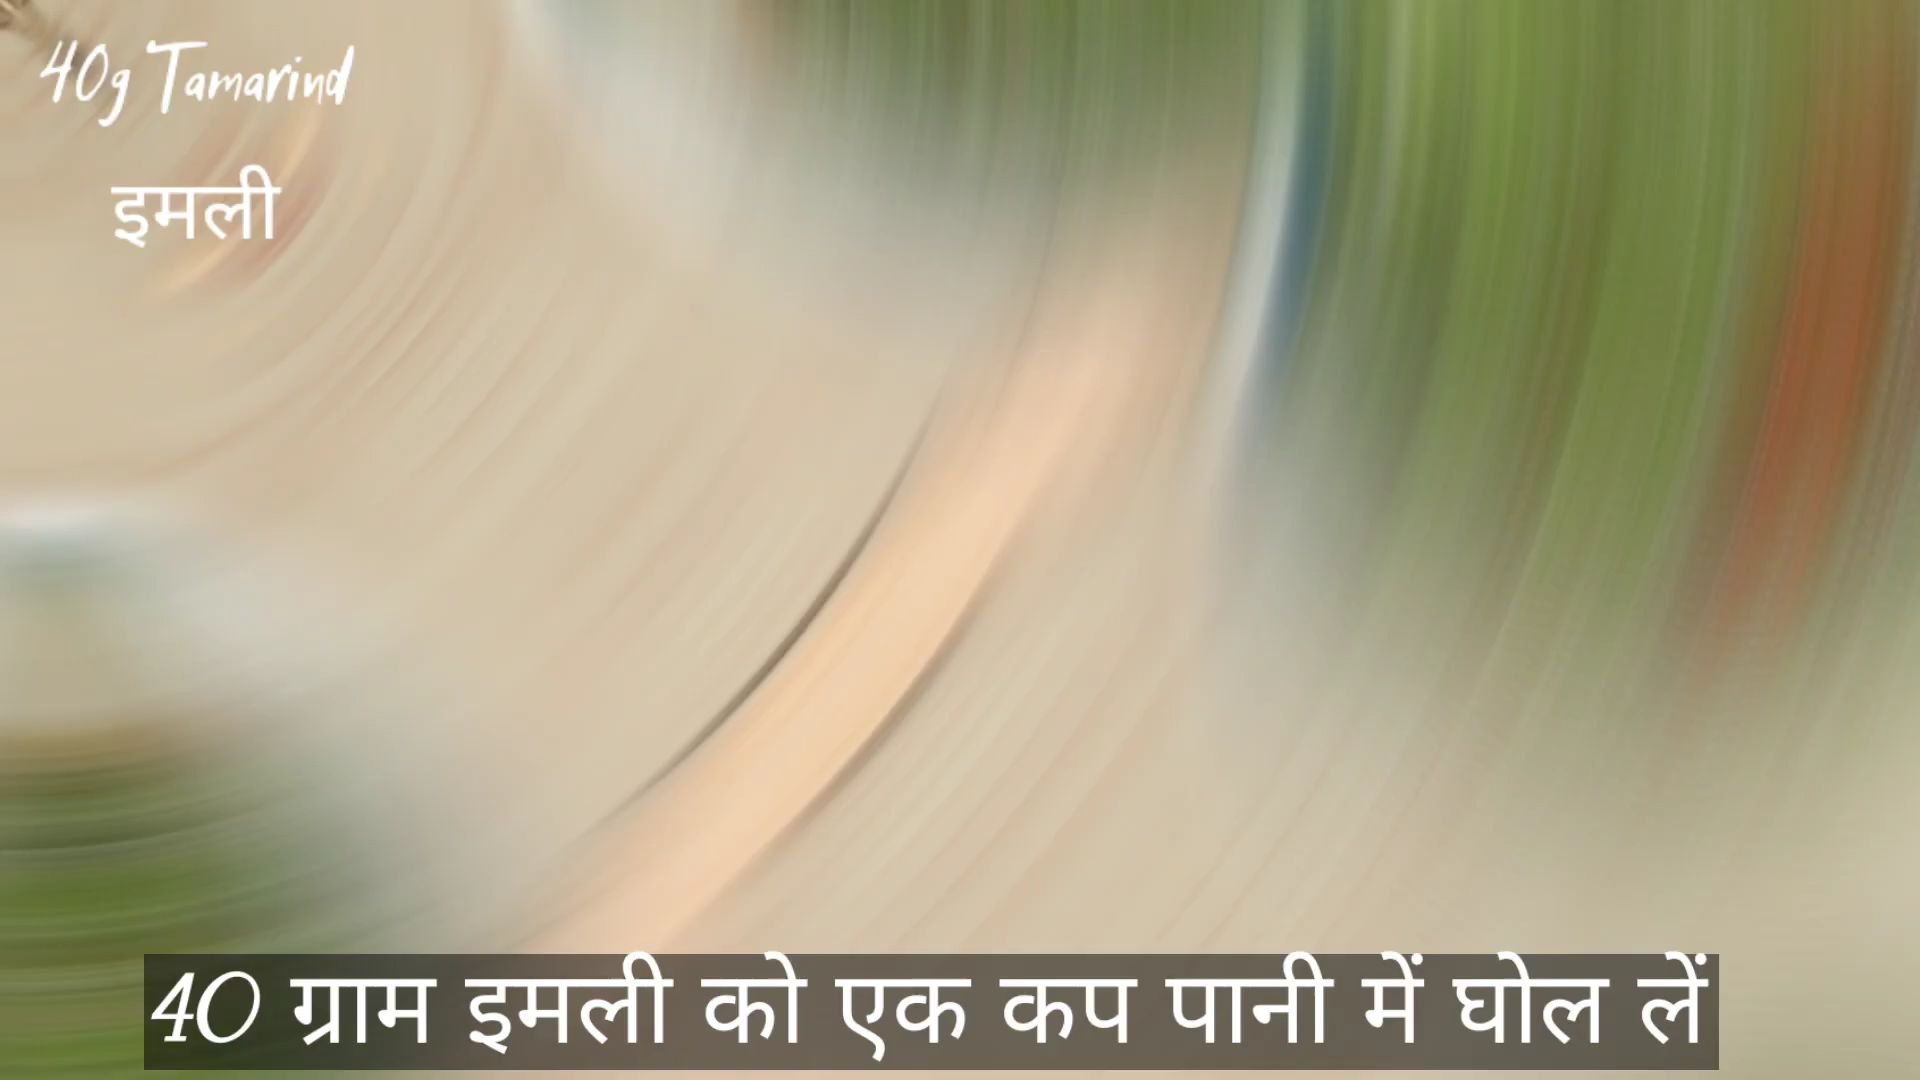 40g Tamarind
इमली
40 ग्राम इमली को एक कप पानी में घोल लें